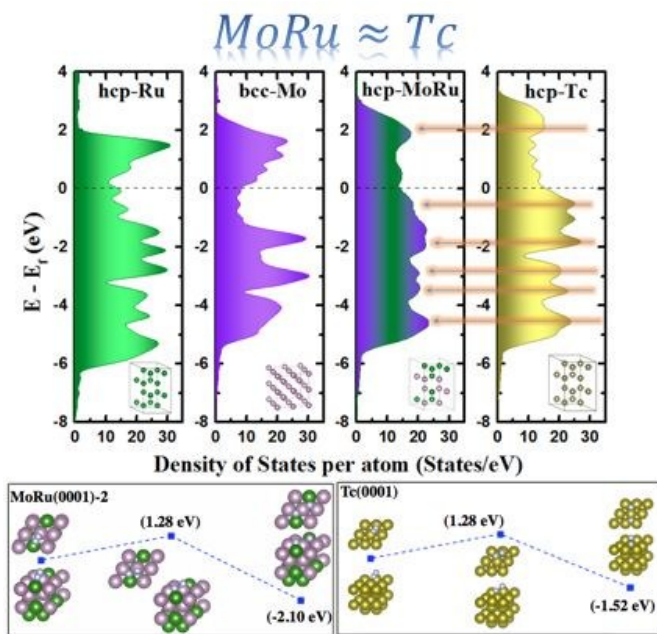 MoRu ≈ Tc
hcp-Ru bcc-Mo hcp-MoRu hcp-Tc
E - E_f (eV)
4
2
0
-2
-4
-6
-8
0 10 20 30 0 10 20 30 0 10 20 30 0 10 20 30
Density of States per atom (States/eV)
MoRu(0001)-2
(1.28 eV)
(-2.10 eV)
Tc(0001)
(1.28 eV)
(-1.52 eV)